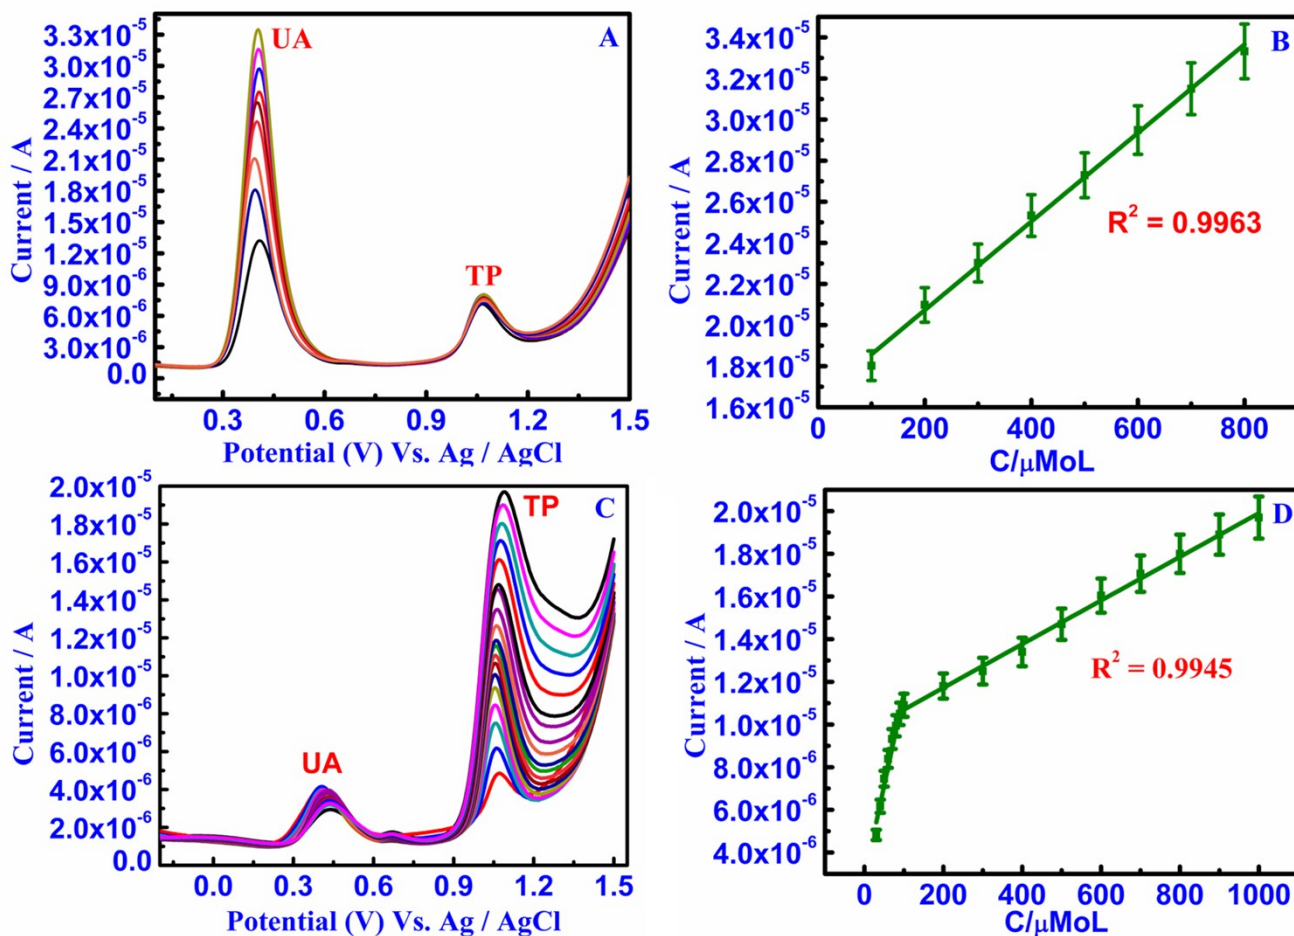 3.3x10⁻⁵
3.0x10⁻⁵
2.7x10⁻⁵
2.4x10⁻⁵
2.1x10⁻⁵
1.8x10⁻⁵
1.5x10⁻⁵
1.2x10⁻⁵
9.0x10⁻⁶
6.0x10⁻⁶
3.0x10⁻⁶
0.0
Current / A
UA
TP
A
0.3 0.6 0.9 1.2 1.5
Potential (V) Vs. Ag / AgCl
3.4x10⁻⁵
3.2x10⁻⁵
3.0x10⁻⁵
2.8x10⁻⁵
2.6x10⁻⁵
2.4x10⁻⁵
2.2x10⁻⁵
2.0x10⁻⁵
1.8x10⁻⁵
1.6x10⁻⁵
Current / A
B
R² = 0.9963
0 200 400 600 800
C/μMoL
2.0x10⁻⁵
1.8x10⁻⁵
1.6x10⁻⁵
1.4x10⁻⁵
1.2x10⁻⁵
1.0x10⁻⁵
8.0x10⁻⁶
6.0x10⁻⁶
4.0x10⁻⁶
2.0x10⁻⁶
0.0
Current / A
UA
TP
C
0.0 0.3 0.6 0.9 1.2 1.5
Potential (V) Vs. Ag / AgCl
2.0x10⁻⁵
1.8x10⁻⁵
1.6x10⁻⁵
1.4x10⁻⁵
1.2x10⁻⁵
1.0x10⁻⁵
8.0x10⁻⁶
6.0x10⁻⁶
4.0x10⁻⁶
Current / A
D
R² = 0.9945
0 200 400 600 800 1000
C/μMoL